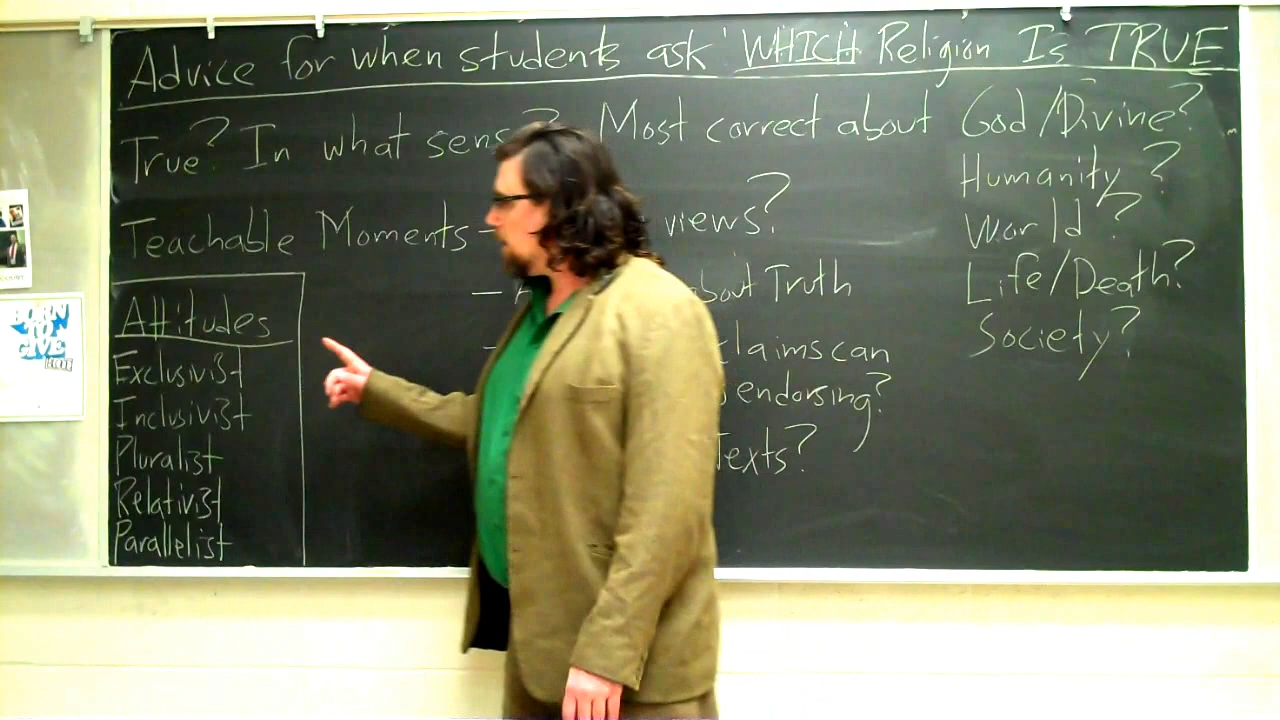 Advice for when students ask 'WHICH Religion Is TRUE
True? In what sens ? Most correct about God/Divine?
Humanity?
World?
Life/Death?
Society?
Teachable Moments - views?
- about Truth
- claims can
endorsing?
Texts?
Attitudes
Exclusivist
Inclusivist
Pluralist
Relativist
Parallelist
BORN
TO
GIVE